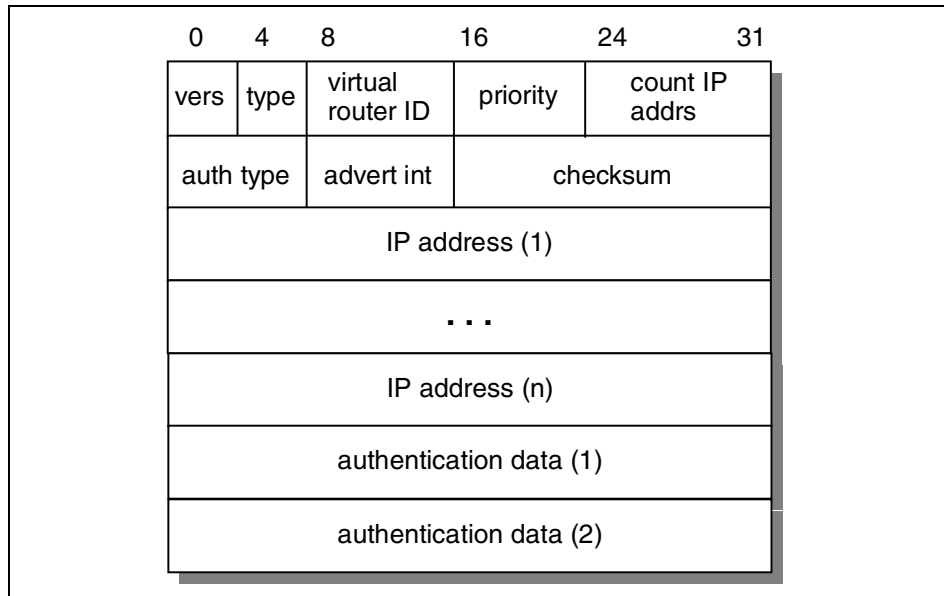 0 4 8 16 24 31
vers type virtual router ID priority count IP addrs
auth type advert int checksum
IP address (1)
. . .
IP address (n)
authentication data (1)
authentication data (2)